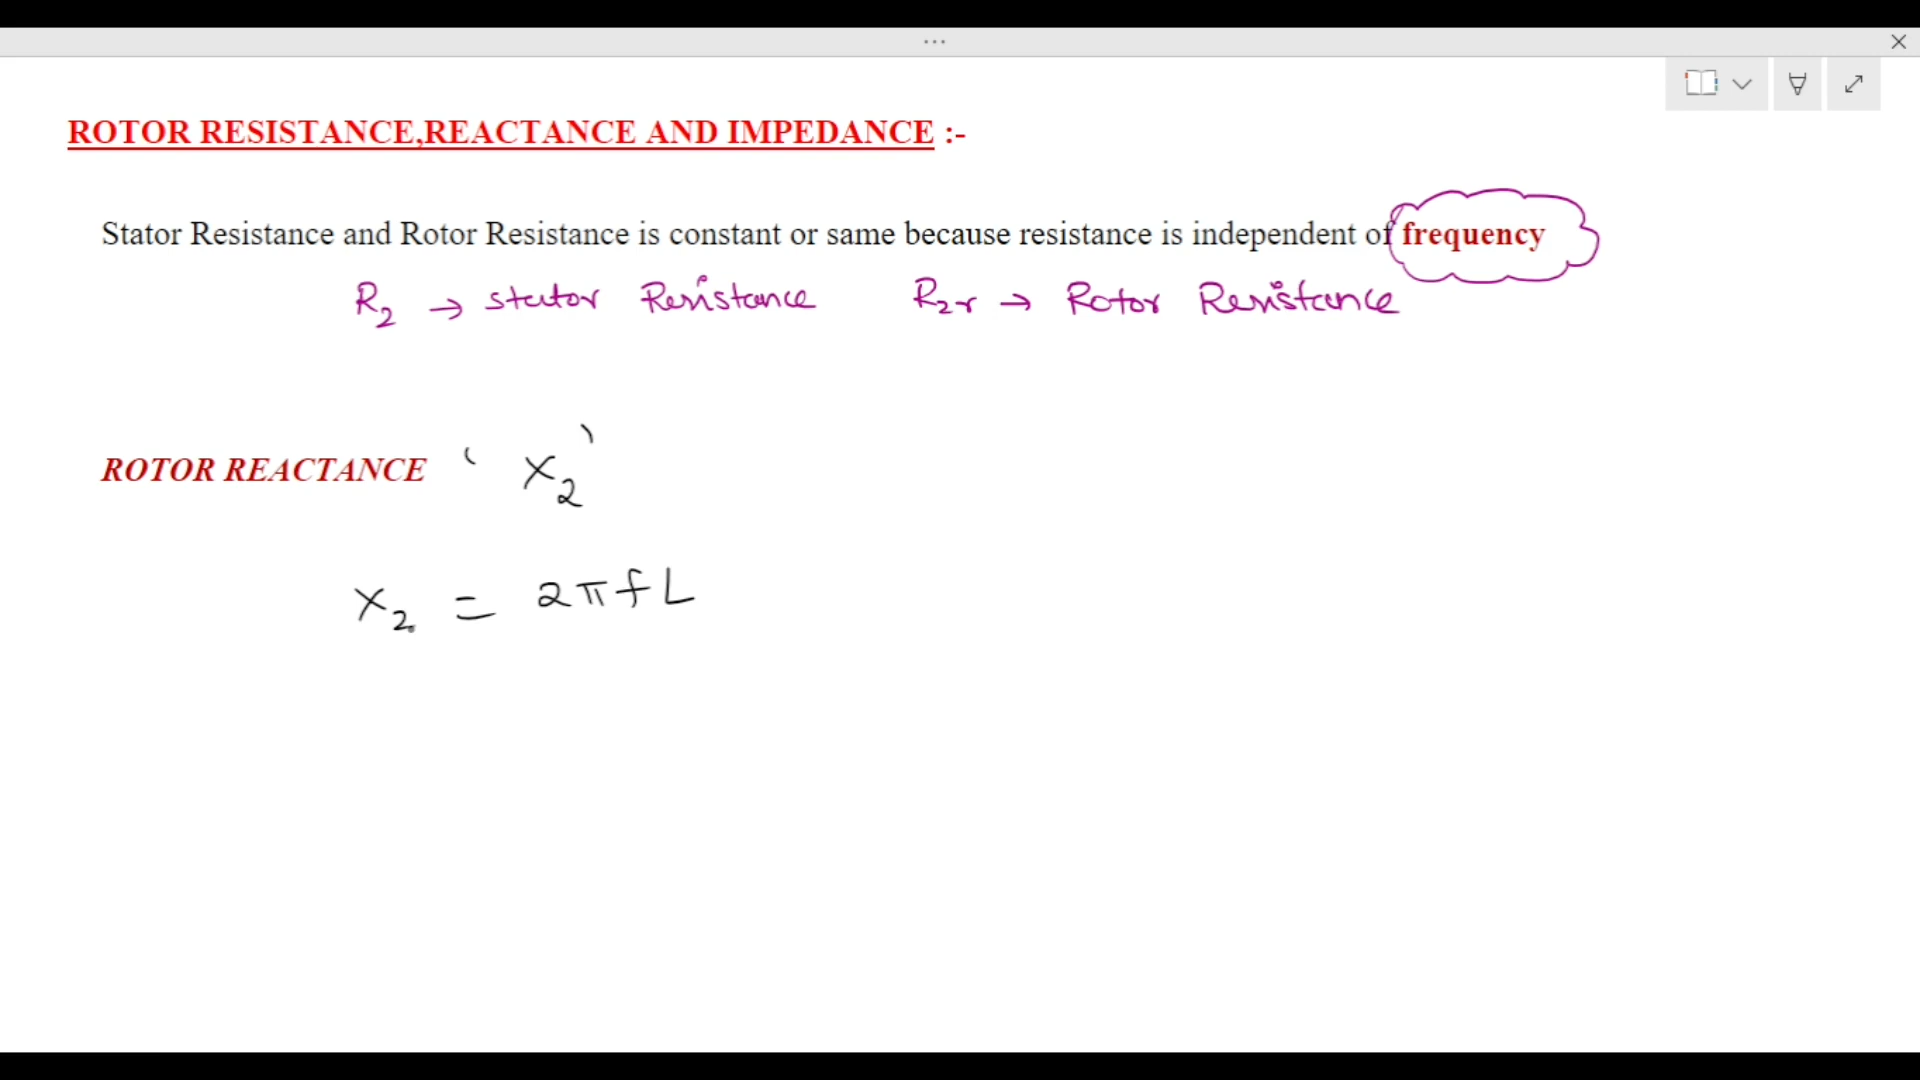 ROTOR RESISTANCE,REACTANCE AND IMPEDANCE :-
Stator Resistance and Rotor Resistance is constant or same because resistance is independent of frequency
R₂ → stator Resistance R₂r → Rotor Resistance
ROTOR REACTANCE ‘ X₂ ’
X₂ = 2πfL